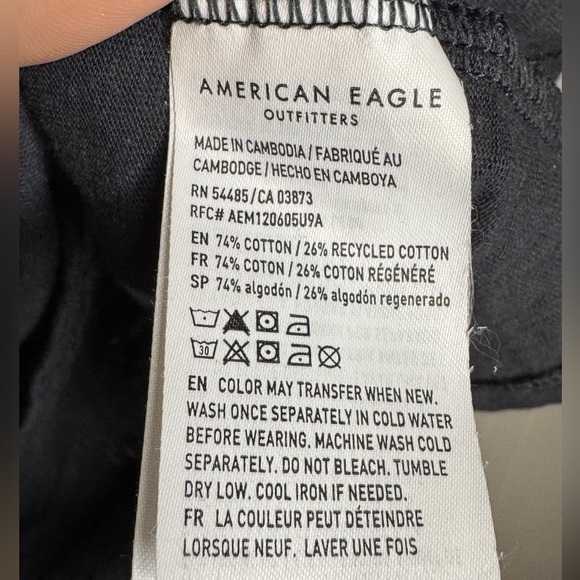 AMERICAN EAGLE
OUTFITTERS
MADE IN CAMBODIA / FABRIQUÉ AU
CAMBODGE / HECHO EN CAMBOYA
RN 54485/CA 03873
RFC# AEM120605U9A
EN 74% COTTON / 26% RECYCLED COTTON
FR 74% COTON / 26% COTON RÉGÉNÉRÉ
SP 74% algodón / 26% algodón regenerado
30
EN COLOR MAY TRANSFER WHEN NEW.
WASH ONCE SEPARATELY IN COLD WATER
BEFORE WEARING. MACHINE WASH COLD
SEPARATELY. DO NOT BLEACH. TUMBLE
DRY LOW. COOL IRON IF NEEDED.
FR LA COULEUR PEUT DÉTEINDRE
LORSQUE NEUF. LAVER UNE FOIS